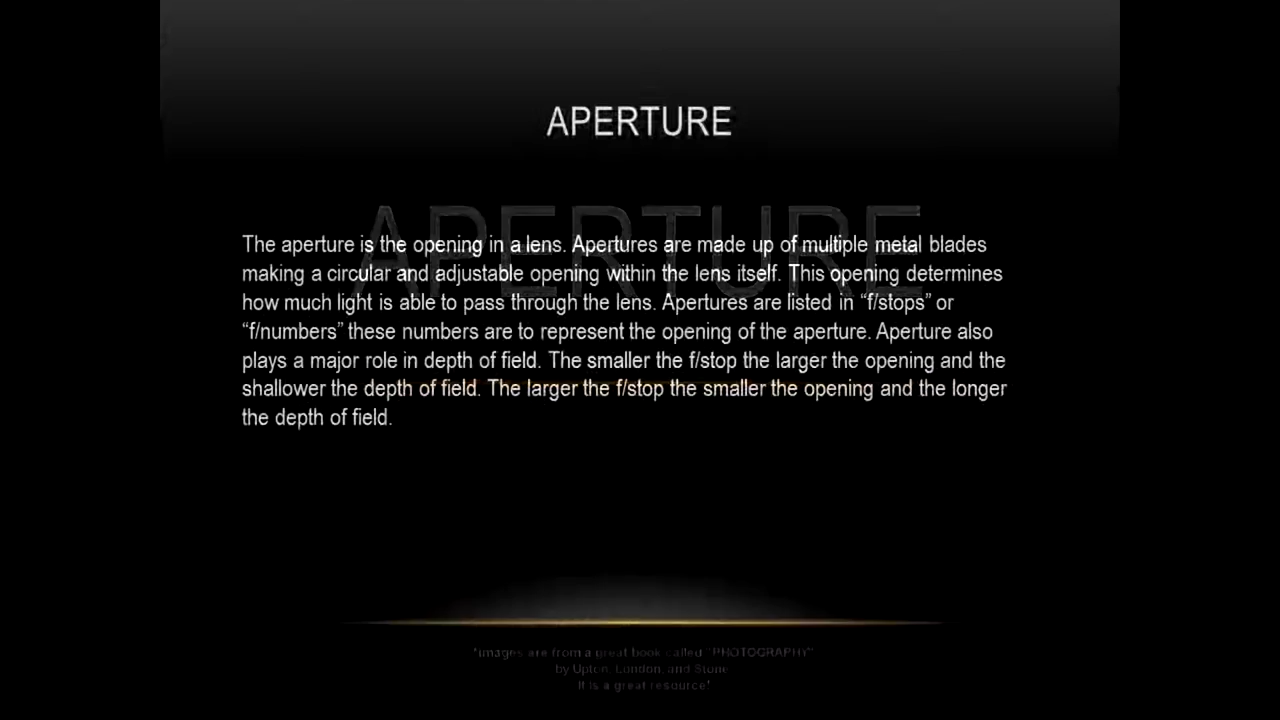 APERTURE
APERTURE
The aperture is the opening in a lens. Apertures are made up of multiple metal blades
making a circular and adjustable opening within the lens itself. This opening determines
how much light is able to pass through the lens. Apertures are listed in “f/stops” or
“f/numbers” these numbers are to represent the opening of the aperture. Aperture also
plays a major role in depth of field. The smaller the f/stop the larger the opening and the
shallower the depth of field. The larger the f/stop the smaller the opening and the longer
the depth of field.
*Images are from a great book called "PHOTOGRAPHY"
by Upton, London, and Stone
It is a great resource!